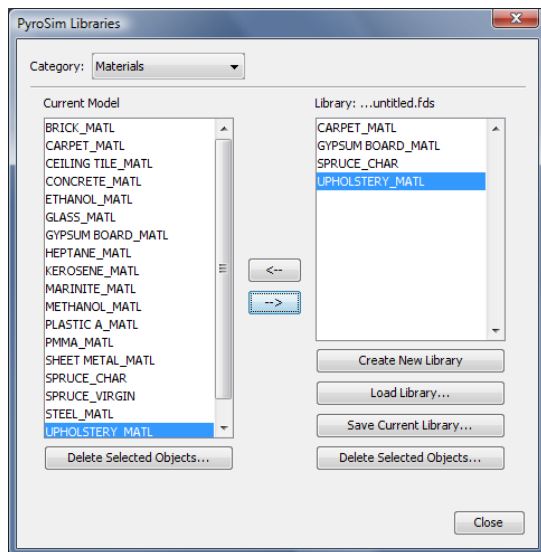 PyroSim Libraries
Category: Materials
Current Model
BRICK_MATL
CARPET_MATL
CEILING TILE_MATL
CONCRETE_MATL
ETHANOL_MATL
GLASS_MATL
GYPSUM BOARD_MATL
HEPTANE_MATL
KEROSENE_MATL
MARINITE_MATL
METHANOL_MATL
PLASTIC A_MATL
PMMA_MATL
SHEET METAL_MATL
SPRUCE_CHAR
SPRUCE_VIRGIN
STEEL_MATL
UPHOLSTERY_MATL
Delete Selected Objects...
<--
-->
Library: ...untitled.fds
CARPET_MATL
GYPSUM BOARD_MATL
SPRUCE_CHAR
UPHOLSTERY_MATL
Create New Library
Load Library...
Save Current Library...
Delete Selected Objects...
Close